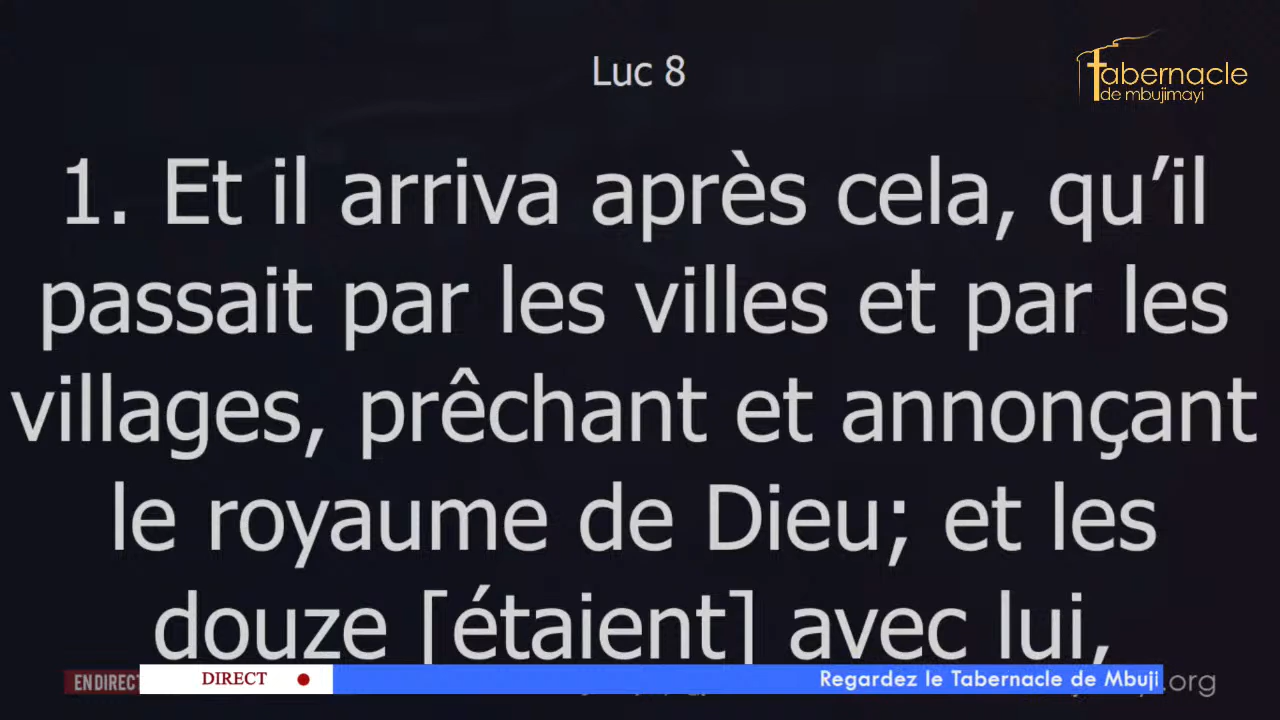 Luc 8
Tabernacle
de mbujimayi
1. Et il arriva après cela, qu’il
passait par les villes et par les
villages, prêchant et annonçant
le royaume de Dieu; et les
douze [étaient] avec lui,
EN DIRECT
DIRECT
Regardez le Tabernacle de Mbuji
.org